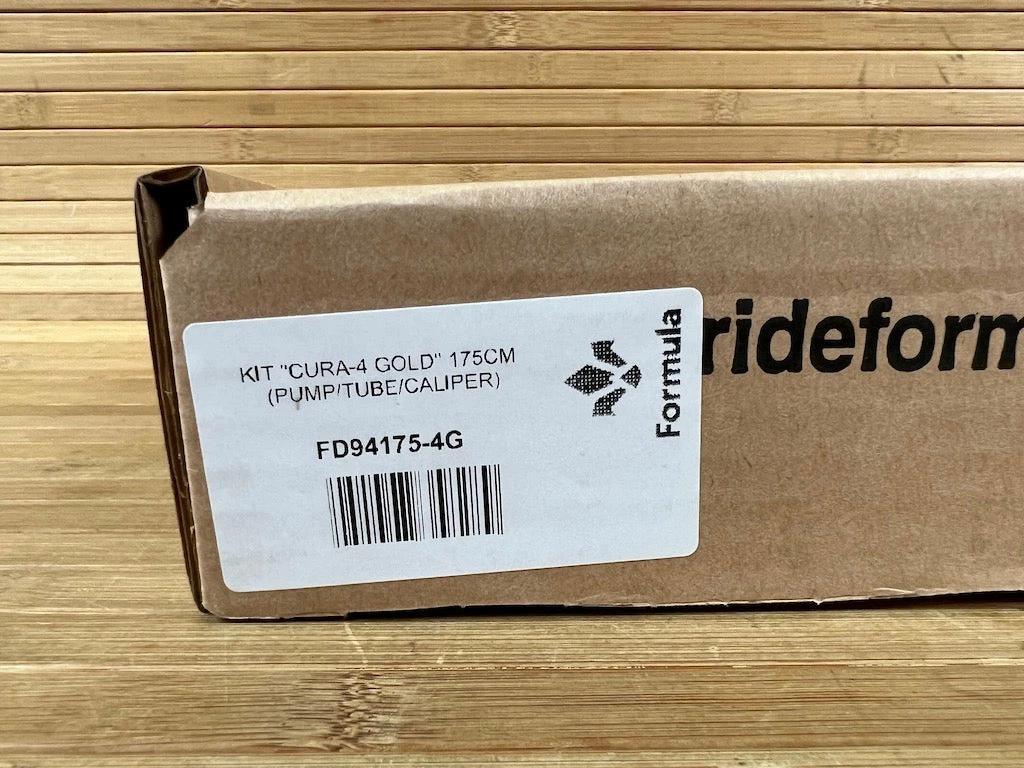 KIT "CURA-4 GOLD" 175CM
(PUMP/TUBE/CALIPER)
FD94175-4G
Formula
rideform